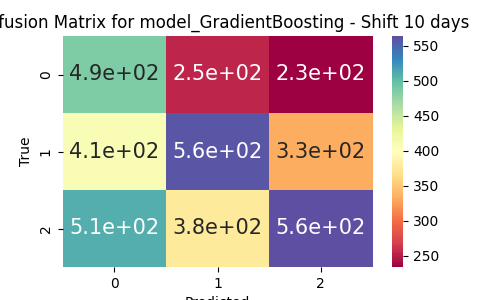 fusion Matrix for model_GradientBoosting - Shift 10 days
0 4.9e+02 2.5e+02 2.3e+02
1 4.1e+02 5.6e+02 3.3e+02
2 5.1e+02 3.8e+02 5.6e+02
True
0 1 2
Predicted
550
500
450
400
350
300
250